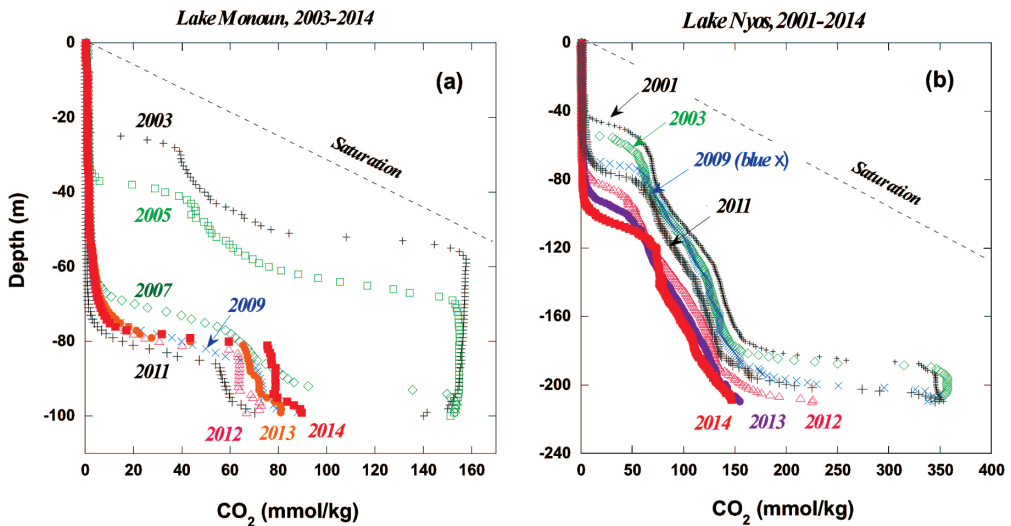 Lake Monoun, 2003-2014
0
-20
-40
-60
-80
-100
Depth (m)
(a)
2003
Saturation
2005
2007
2009
2011
2012
2013
2014
0 20 40 60 80 100 120 140 160
CO2 (mmol/kg)
Lake Nyos, 2001-2014
0
-40
-80
-120
-160
-200
-240
(b)
2001
2003
2009 (blue x)
Saturation
2011
2014 2013 2012
0 50 100 150 200 250 300 350 400
CO2 (mmol/kg)